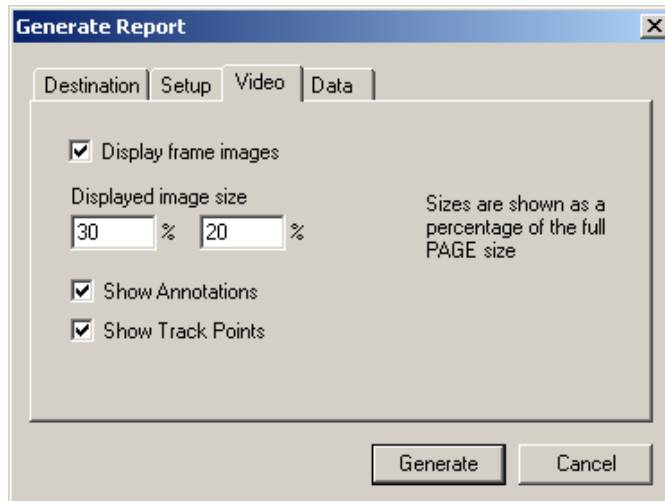 Generate Report
Destination Setup Video Data
Display frame images
Displayed image size
30 % 20 %
Sizes are shown as a
percentage of the full
PAGE size
Show Annotations
Show Track Points
Generate Cancel